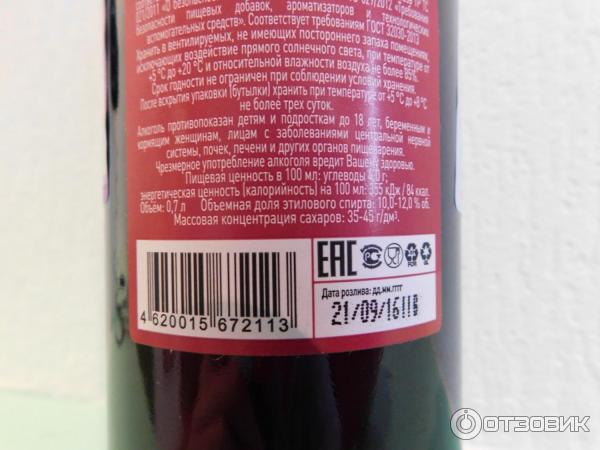 029/2012 "Требования
безопасности пищевых добавок, ароматизаторов и технологических
вспомогательных средств". Соответствует требованиям ГОСТ 32030-2013
Хранить в вентилируемых, не имеющих постороннего запаха помещениях,
исключающих воздействие прямого солнечного света, при температуре от
+5 °С до +20 °С и относительной влажности воздуха не более 85%.
Срок годности не ограничен при соблюдении условий хранения.
После вскрытия упаковки (бутылки) хранить при температуре от +5 °С до +8 °С
не более трех суток.
Алкоголь противопоказан детям и подросткам до 18 лет, беременным и
кормящим женщинам, лицам с заболеваниями центральной нервной
системы, почек, печени и других органов пищеварения.
Чрезмерное употребление алкоголя вредит Вашему здоровью.
Пищевая ценность в 100 мл: углеводы 4,0 г;
энергетическая ценность (калорийность) на 100 мл: 355 кДж / 84 ккал.
Объем: 0,7 л Объемная доля этилового спирта: 10,0-12,0 % об.
Массовая концентрация сахаров: 35-45 г/дм³.
ЕАС
Дата розлива: дд.мм.гггг
21/09/16 11В
4 620015 672113
ОТЗОВИК